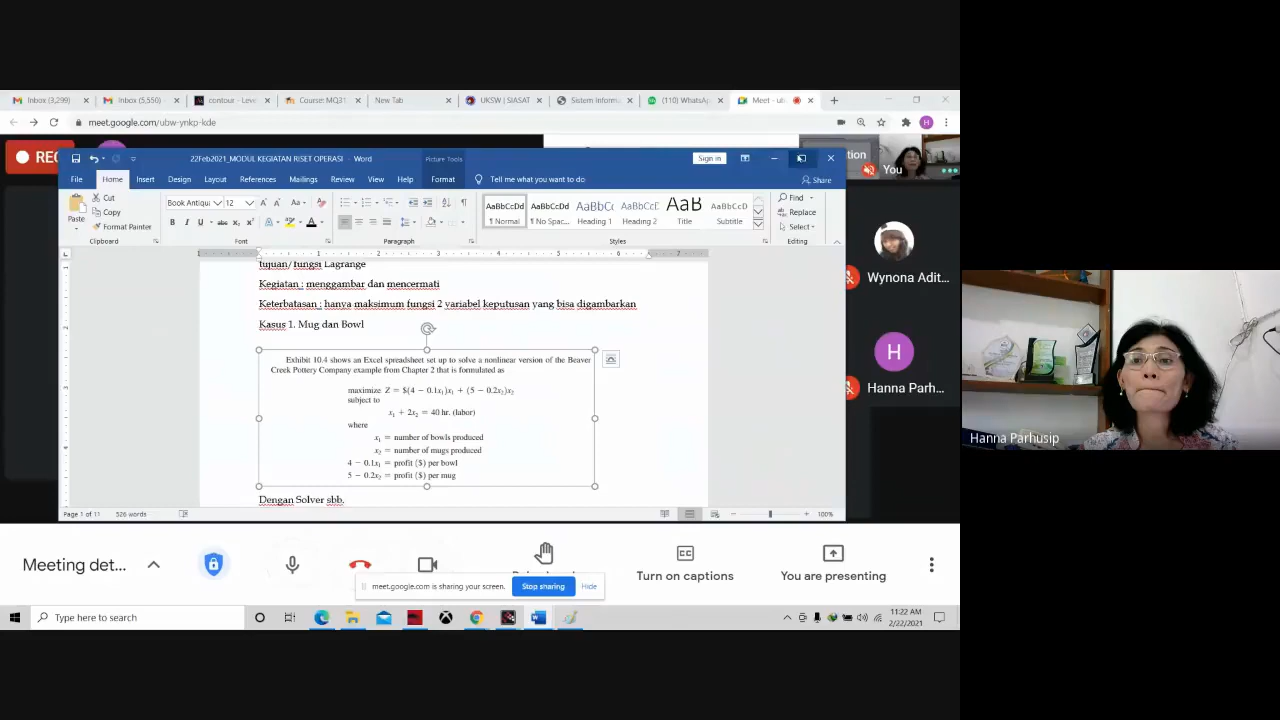 Inbox (3,299)
Inbox (5,550)
contour - Leve
Course: MQ31
New Tab
UKSW | SIASAT
Sistem Informa
(110) WhatsAp
Meet - ub
meet.google.com/ubw-ynkp-kde
REC
22Feb2021_MODUL KEGIATAN RISET OPERASI - Word
Picture Tools
Sign in
You
File Home Insert Design Layout References Mailings Review View Help Format Tell me what you want to do
Share
Paste
Cut
Copy
Format Painter
Clipboard
Book Antiqu 12
Font
Paragraph
AaBbCcDd AaBbCcDd AaBbCc AaBbCcD AaB AaBbCcD
¶ Normal ¶ No Spac... Heading 1 Heading 2 Title Subtitle
Styles
Find
Replace
Select
Editing
tujuan/ fungsi Lagrange
Kegiatan : menggambar dan mencermati
Keterbatasan : hanya maksimum fungsi 2 variabel keputusan yang bisa digambarkan
Kasus 1. Mug dan Bowl
Exhibit 10.4 shows an Excel spreadsheet set up to solve a nonlinear version of the Beaver
Creek Pottery Company example from Chapter 2 that is formulated as
maximize Z = $(4 − 0.1x₁)x₁ + (5 − 0.2x₂)x₂
subject to
x₁ + 2x₂ = 40 hr. (labor)
where
x₁ = number of bowls produced
x₂ = number of mugs produced
4 − 0.1x₁ = profit ($) per bowl
5 − 0.2x₂ = profit ($) per mug
Dengan Solver sbb.
Page 1 of 11 526 words
100%
Wynona Adit...
H
Hanna Parh...
Hanna Parhusip
Meeting det...
Turn on captions
You are presenting
meet.google.com is sharing your screen.
Stop sharing
Hide
Type here to search
11:22 AM
2/22/2021